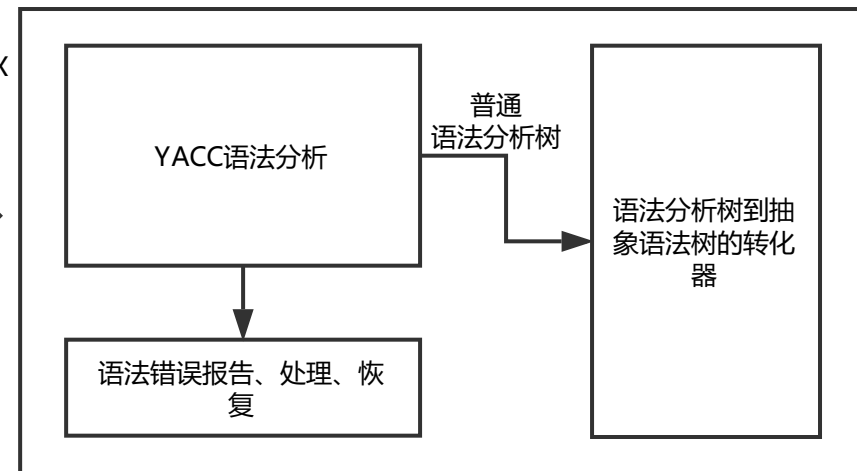 X
YACC语法分析
普通
语法分析树
语法分析树到抽
象语法树的转化
器
语法错误报告、处理、恢
复